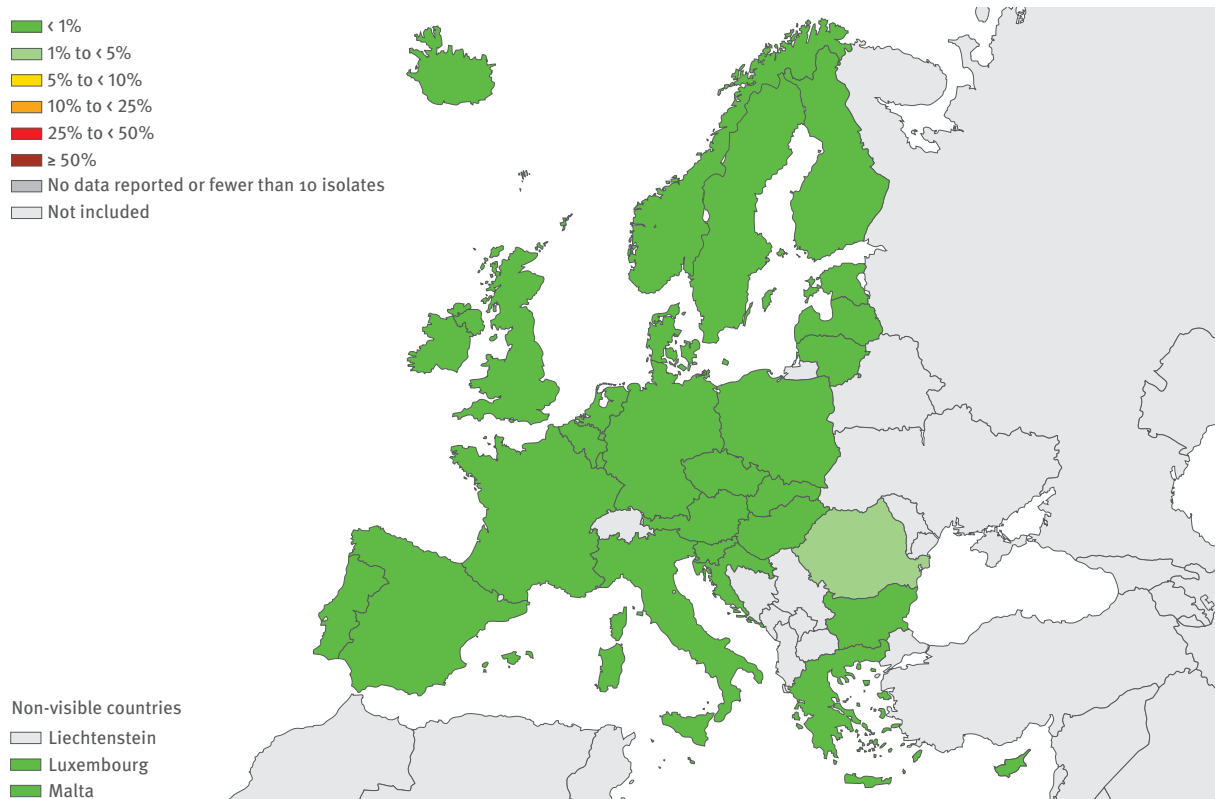 < 1%
1% to < 5%
5% to < 10%
10% to < 25%
25% to < 50%
≥ 50%
No data reported or fewer than 10 isolates
Not included
Non-visible countries
Liechtenstein
Luxembourg
Malta